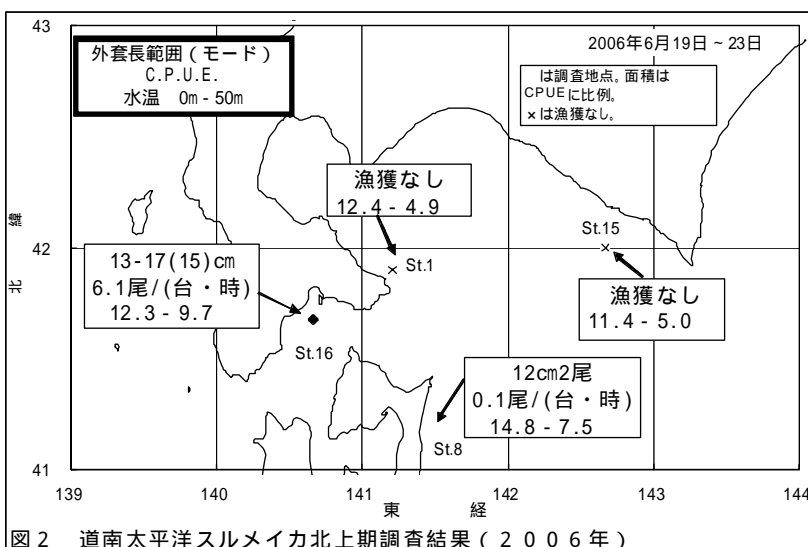 43
外套長範囲（モード）
C.P.U.E.
水温　0m - 50m
2006年6月19日 ~ 23日
は調査地点。面積は
CPUEに比例。
×は漁獲なし。
漁獲なし
12.4 - 4.9
St.1
St.15
42
13-17(15)cm
6.1尾/(台・時)
12.3 - 9.7
St.16
漁獲なし
11.4 - 5.0
12cm2尾
0.1尾/(台・時)
14.8 - 7.5
St.8
北　緯
41
139 140 141 142 143 144
東　経
図２　道南太平洋スルメイカ北上期調査結果（２００６年）